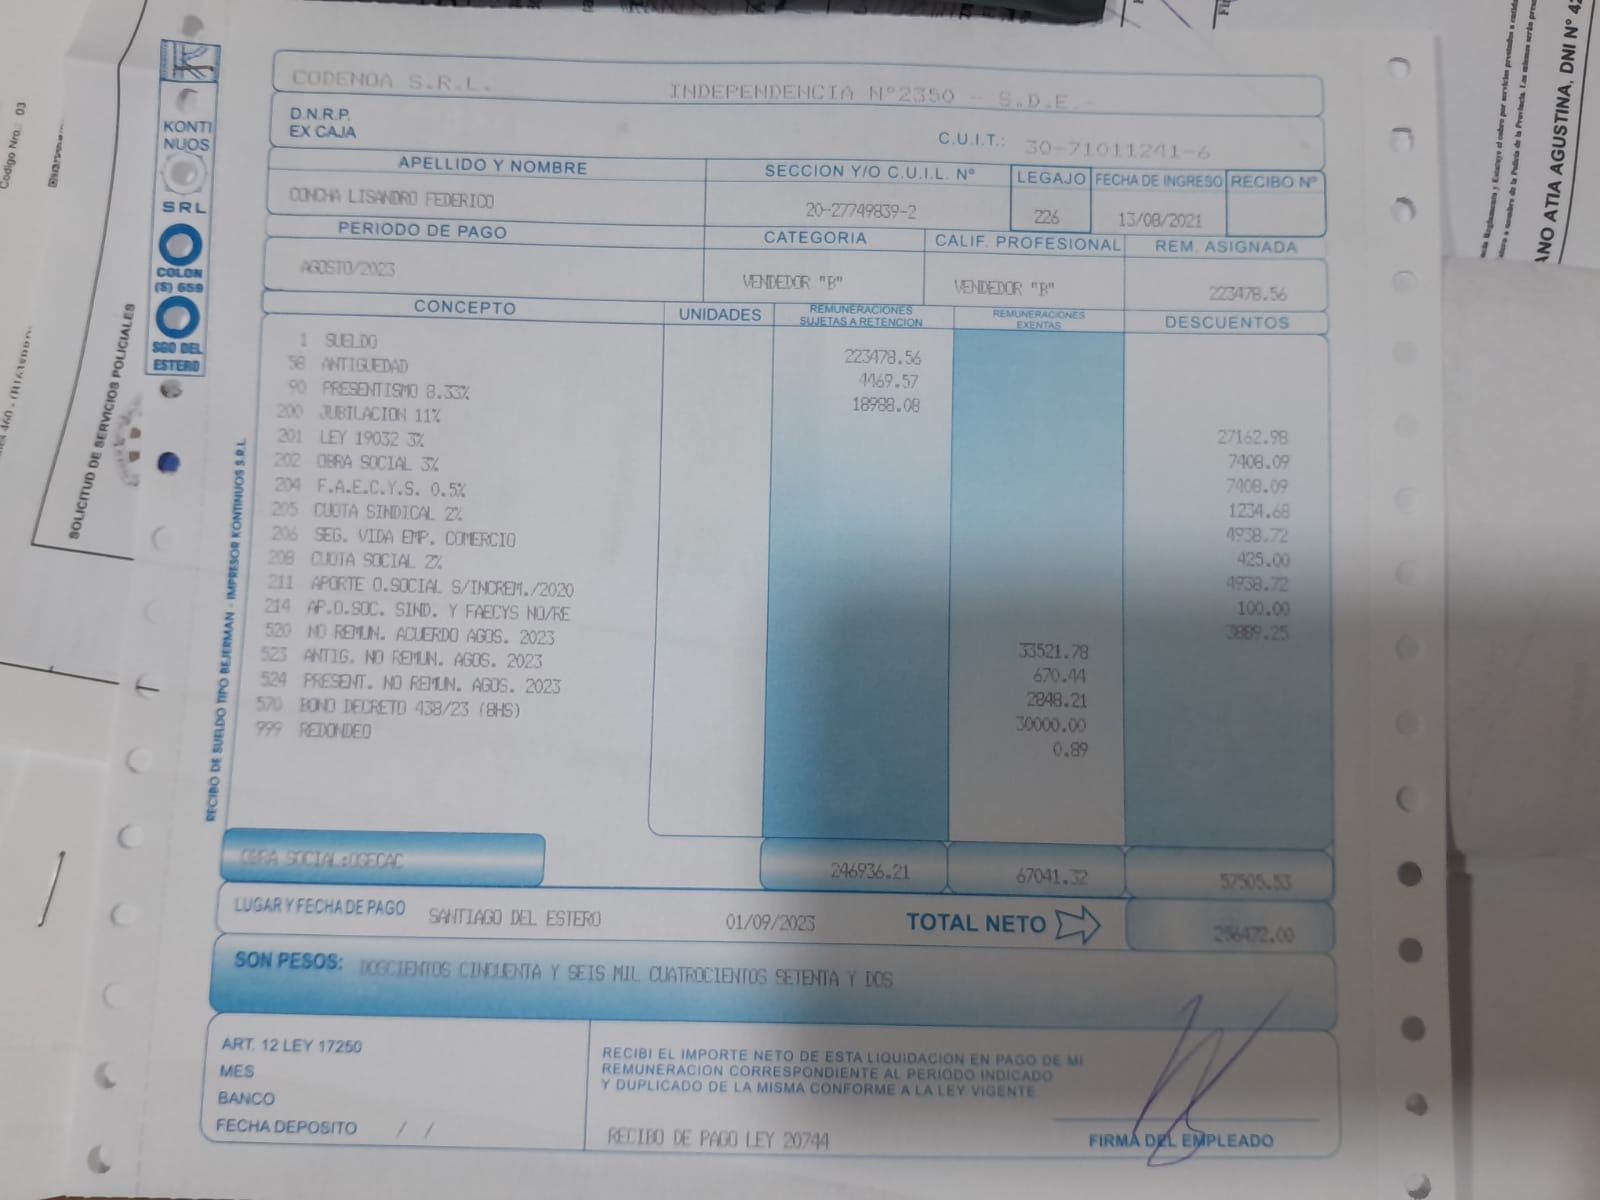 CODENOA S.R.L. INDEPENDENCIA Nº2350 - S.D.E.-
D.N.R.P.
EX CAJA
C.U.I.T.: 30-71011241-6
APELLIDO Y NOMBRE SECCION Y/O C.U.I.L. Nº LEGAJO FECHA DE INGRESO RECIBO Nº
CONCHA LISANDRO FEDERICO 20-27749839-2 226 13/08/2021
PERIODO DE PAGO CATEGORIA CALIF. PROFESIONAL REM. ASIGNADA
AGOSTO/2023 VENDEDOR "B" VENDEDOR "B" 223478.56
CONCEPTO UNIDADES REMUNERACIONES SUJETAS A RETENCION REMUNERACIONES EXENTAS DESCUENTOS
1 SUELDO 223478.56
58 ANTIGUEDAD 4469.57
90 PRESENTISMO 8.33% 18988.08
200 JUBILACION 11% 27162.98
201 LEY 19032 3% 7408.09
202 OBRA SOCIAL 3% 7408.09
204 F.A.E.C.Y.S. 0.5% 1234.68
205 CUOTA SINDICAL 2% 4938.72
206 SEG. VIDA EMP. COMERCIO 425.00
208 CUOTA SOCIAL 2% 4938.72
211 APORTE O.SOCIAL S/INCREM./2020 100.00
214 AP.O.SOC. SIND. Y FAECYS NO/RE 3889.25
520 NO REMUN. ACUERDO AGOS. 2023 33521.78
523 ANTIG. NO REMUN. AGOS. 2023 670.44
524 PRESENT. NO REMUN. AGOS. 2023 2848.21
570 BONO DECRETO 438/23 (8HS) 30000.00
999 REDONDEO 0.89
OBRA SOCIAL:OSECAC 246936.21 67041.32 57505.53
LUGAR Y FECHA DE PAGO SANTIAGO DEL ESTERO 01/09/2023 TOTAL NETO 256472.00
SON PESOS: DOSCIENTOS CINCUENTA Y SEIS MIL CUATROCIENTOS SETENTA Y DOS
ART. 12 LEY 17250
MES
BANCO
FECHA DEPOSITO / /
RECIBI EL IMPORTE NETO DE ESTA LIQUIDACION EN PAGO DE MI
REMUNERACION CORRESPONDIENTE AL PERIODO INDICADO
Y DUPLICADO DE LA MISMA CONFORME A LA LEY VIGENTE
RECIBO DE PAGO LEY 20744
FIRMA DEL EMPLEADO
KONTI
NUOS
SRL
COLON
(S) 659
SGO DEL
ESTERO
RECIBO DE SUELDO TIPO BEJERMAN - IMPRESOR KONTINUOS S.R.L.
SOLICITUD DE SERVICIOS POLICIALES
Codigo Nro.: 03
ANO ATIA AGUSTINA, DNI Nº 42